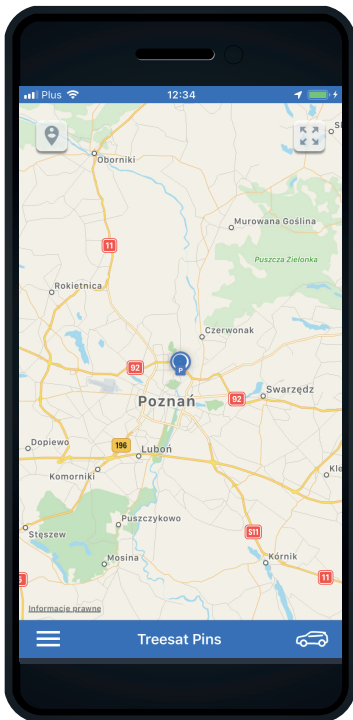 Plus 12:34
Oborniki
Murowana Goślina
11
Puszcza Zielonka
Rokietnica
Czerwonak
92
P
Swarzędz
92
Poznań
196
Dopiewo
Luboń
Komorniki
Puszczykowo
Stęszew
S11
Mosina
Kórnik
11
Informacje prawne
Treesat Pins